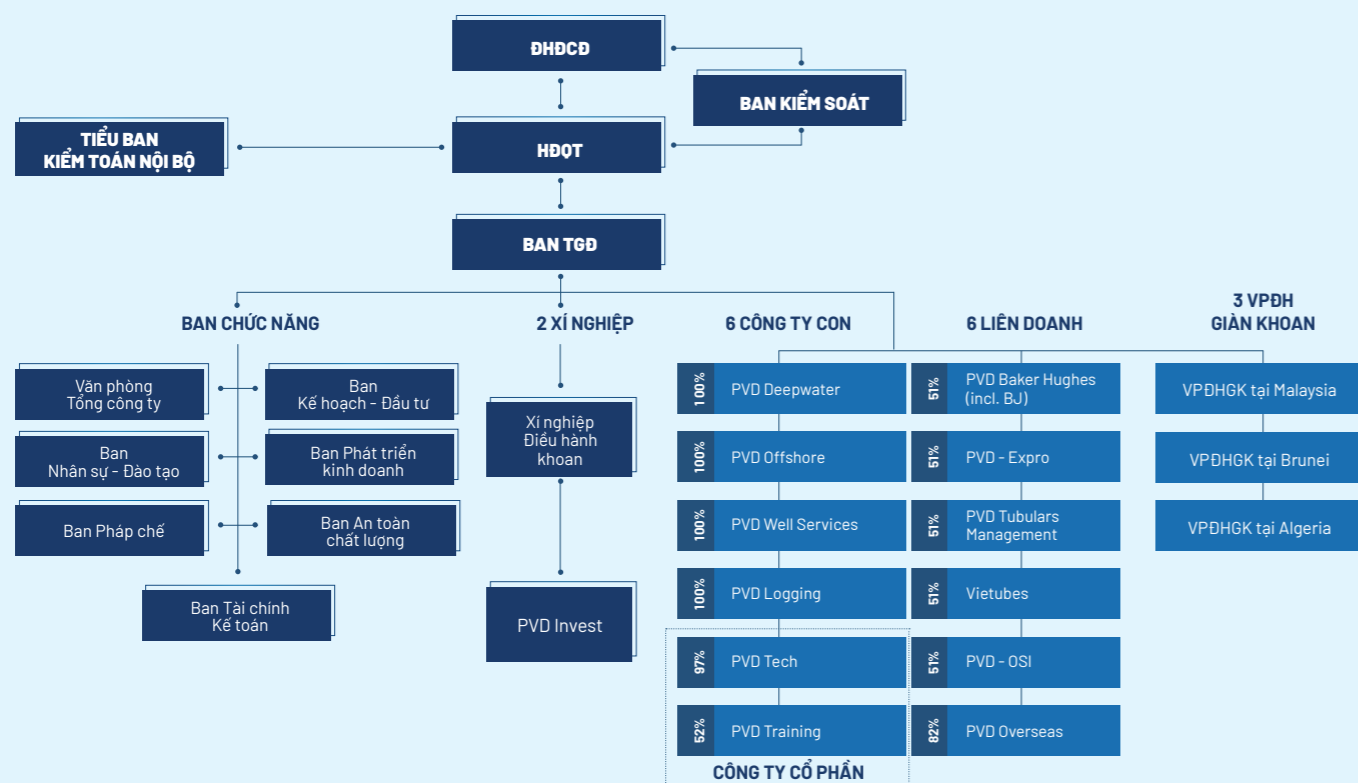 ĐHĐCĐ
BAN KIỂM SOÁT
TIỂU BAN
KIỂM TOÁN NỘI BỘ
HĐQT
BAN TGĐ
BAN CHỨC NĂNG
2 XÍ NGHIỆP
6 CÔNG TY CON
6 LIÊN DOANH
3 VPĐH
GIÀN KHOAN
Văn phòng
Tổng công ty
Ban
Kế hoạch - Đầu tư
Ban
Nhân sự - Đào tạo
Ban Phát triển
kinh doanh
Ban Pháp chế
Ban An toàn
chất lượng
Ban Tài chính
Kế toán
Xí nghiệp
Điều hành
khoan
PVD Invest
100%
PVD Deepwater
100%
PVD Offshore
100%
PVD Well Services
100%
PVD Logging
97%
PVD Tech
52%
PVD Training
CÔNG TY CỔ PHẦN
51%
PVD Baker Hughes
(incl. BJ)
51%
PVD - Expro
51%
PVD Tubulars
Management
51%
Vietubes
51%
PVD - OSI
82%
PVD Overseas
VPĐHGK tại Malaysia
VPĐHGK tại Brunei
VPĐHGK tại Algeria